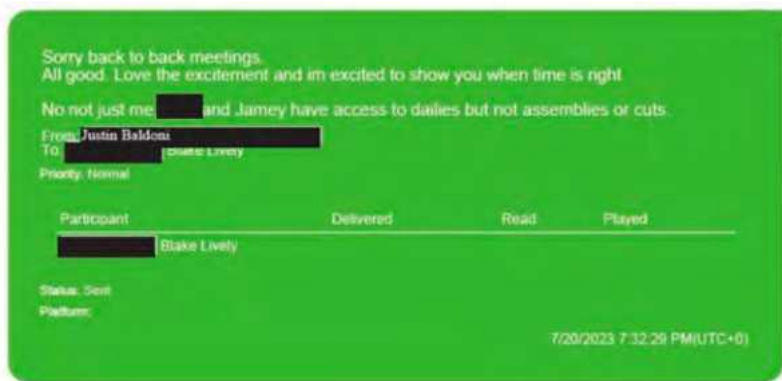 Sorry back to back meetings.
All good. Love the excitement and im excited to show you when time is right
No not just me and Jamey have access to dailies but not assemblies or cuts.
From: Justin Baldoni
To: Blake Lively
Priority: Normal
Participant Delivered Read Played
Blake Lively
Status: Sent
Platform:
7/20/2023 7:32:29 PM(UTC+0)